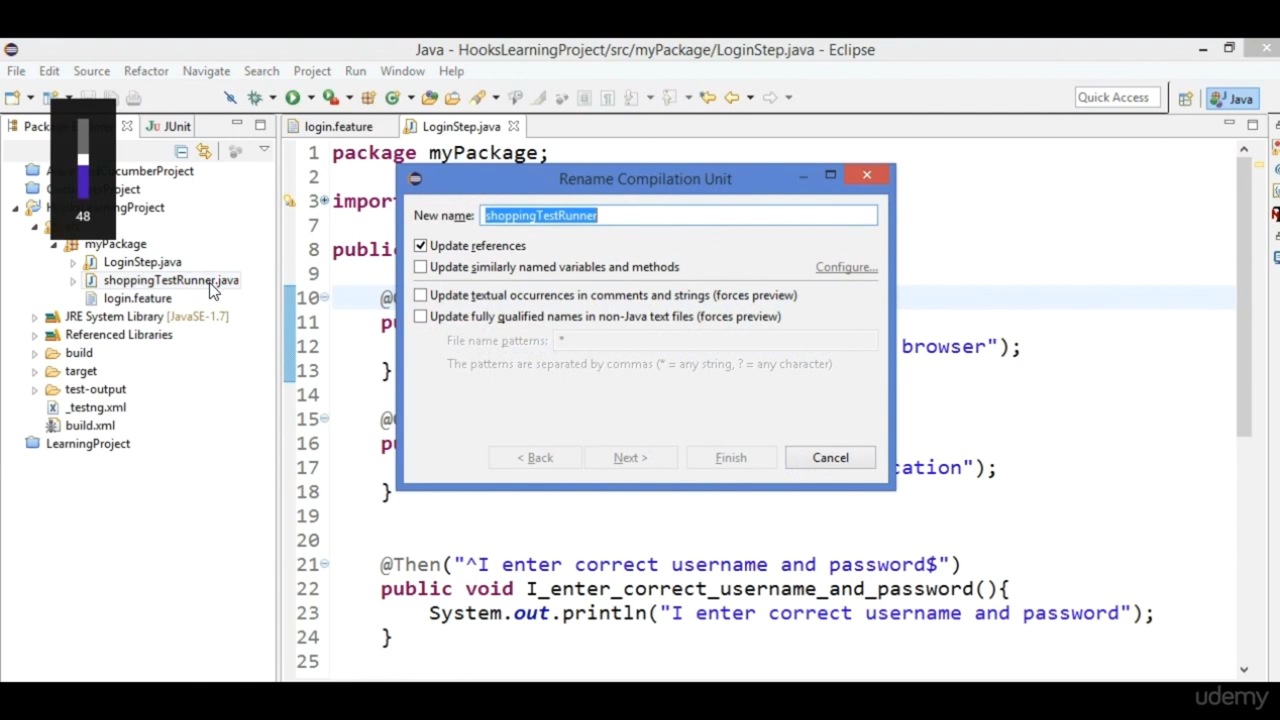 Java - HooksLearningProject/src/myPackage/LoginStep.java - Eclipse
File Edit Source Refactor Navigate Search Project Run Window Help
Quick Access
Java
JUnit
login.feature
LoginStep.java
48
CucumberProject
Project
Project
myPackage
LoginStep.java
shoppingTestRunner.java
login.feature
JRE System Library [JavaSE-1.7]
Referenced Libraries
build
target
test-output
_testng.xml
build.xml
LearningProject
1 package myPackage;
2
3 impor
7
8 publi
9
10 @
11 p
12 browser");
13 }
14
15 @
16 p
17 cation");
18 }
19
20
21 @Then("^I enter correct username and password$")
22 public void I_enter_correct_username_and_password(){
23 System.out.println("I enter correct username and password");
24 }
25
Rename Compilation Unit
New name: shoppingTestRunner
Update references
Update similarly named variables and methods
Configure...
Update textual occurrences in comments and strings (forces preview)
Update fully qualified names in non-Java text files (forces preview)
File name patterns: *
The patterns are separated by commas (* = any string, ? = any character)
< Back Next > Finish Cancel
udemy